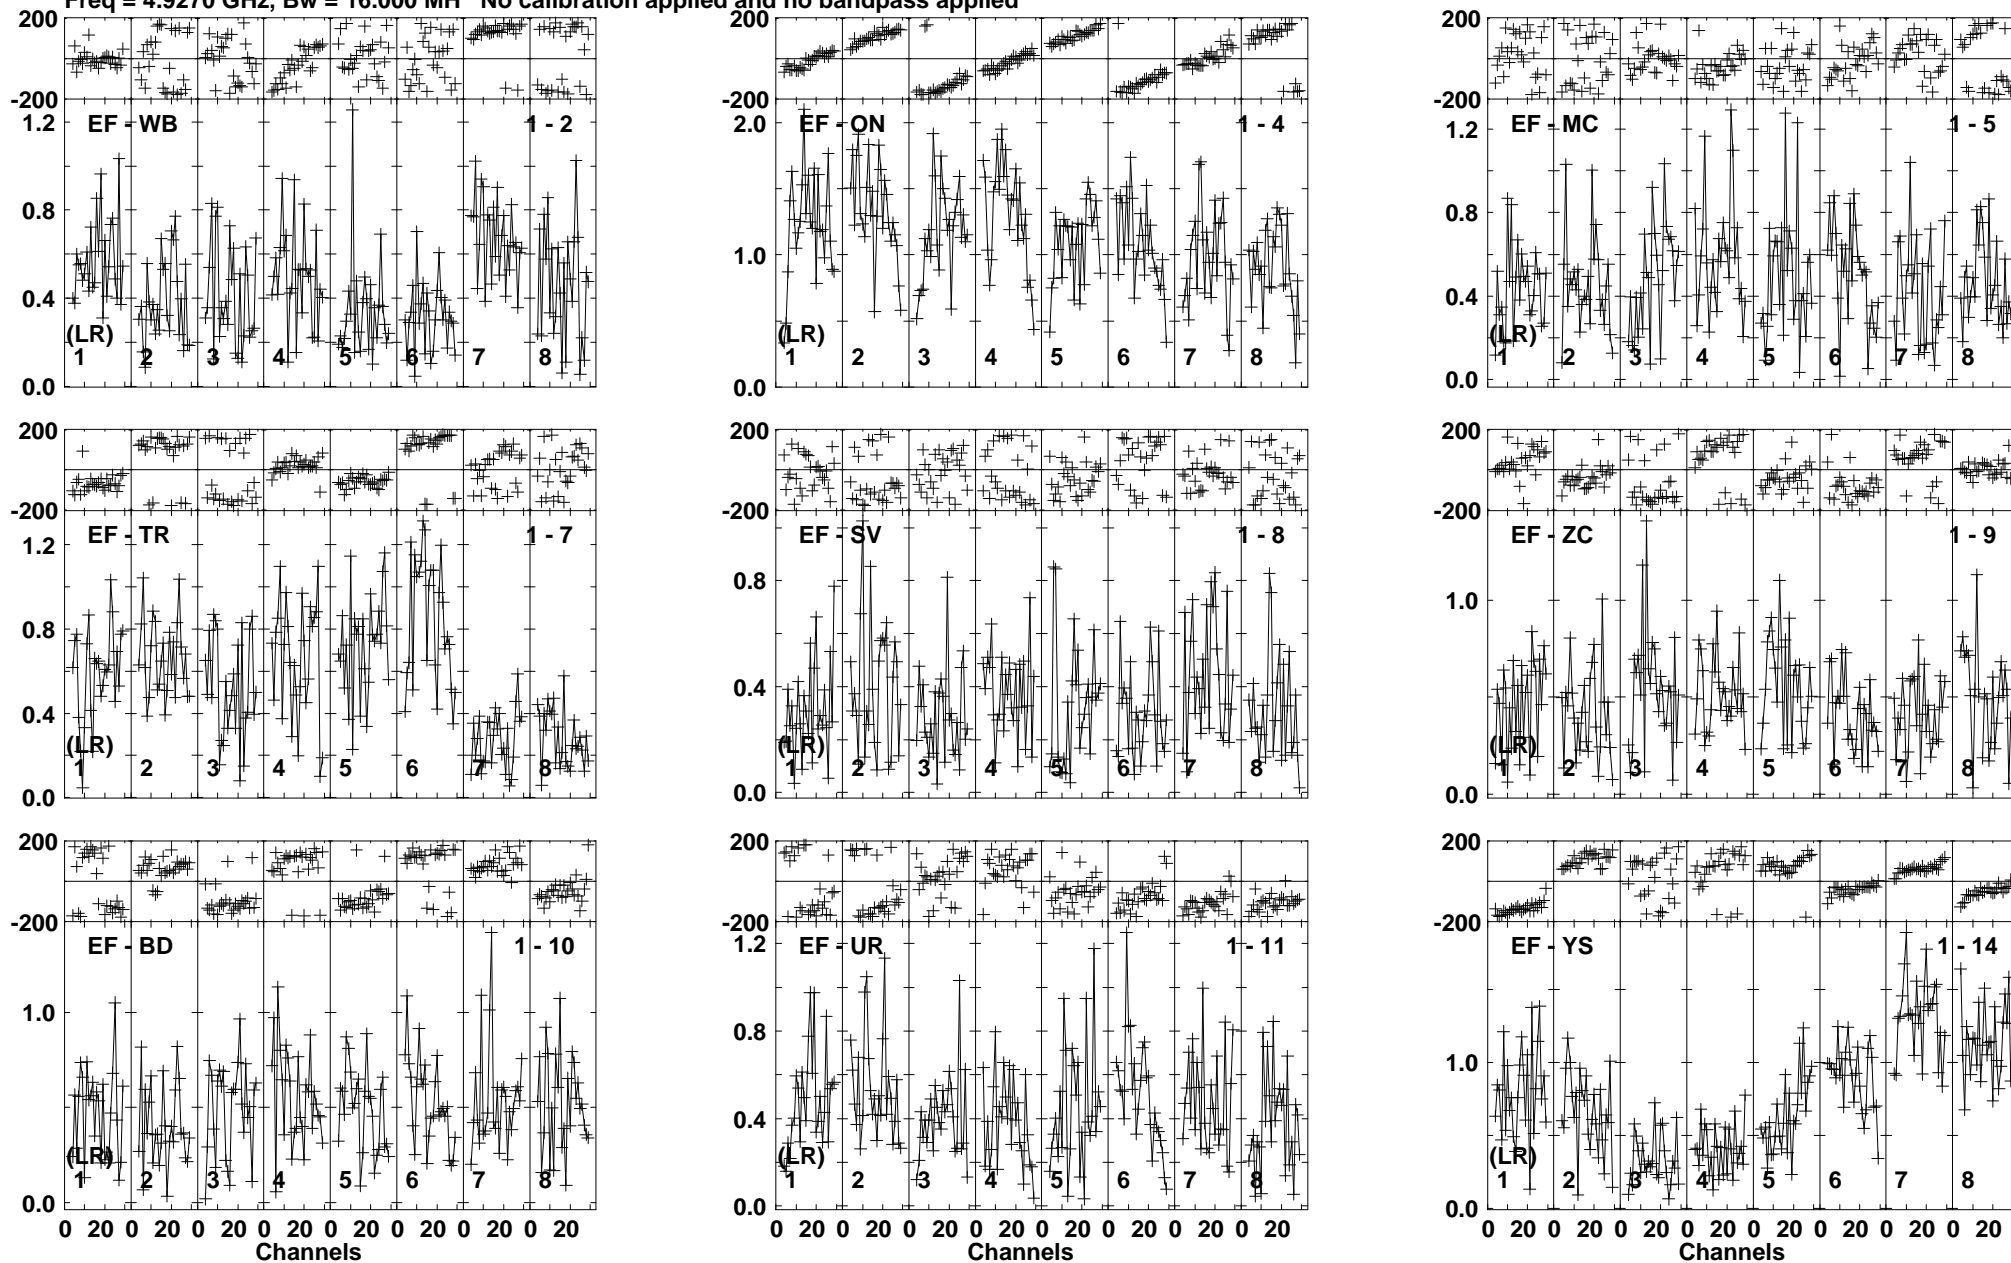 Freq = 4.9270 GHz, Bw = 16.000 MH No calibration applied and no bandpass applied
200 200 200
-200 -200 -200
EF - WB 1 - 2 EF - ON 1 - 4 EF - MC 1 - 5
1.2 2.0 1.2
0.8 1.0 0.8
0.4 0.4
(LR) (LR) (LR)
1 2 3 4 5 6 7 8 1 2 3 4 5 6 7 8 1 2 3 4 5 6 7 8
0.0 0.0 0.0
200 200 200
-200 -200 -200
EF - TR 1 - 7 EF - SV 1 - 8 EF - ZC 1 - 9
1.2 0.8 1.0
0.8 0.4
0.4
(LR) (LR) (LR)
1 2 3 4 5 6 7 8 1 2 3 4 5 6 7 8 1 2 3 4 5 6 7 8
0.0 0.0 0.0
200 200 200
-200 -200 -200
EF - BD 1 - 10 EF - UR 1 - 11 EF - YS 1 - 14
1.0 1.2 1.0
0.8
0.4
(LR) (LR) (LR)
1 2 3 4 5 6 7 8 1 2 3 4 5 6 7 8 1 2 3 4 5 6 7 8
0.0 0.0 0.0
0 20 0 20 0 20 0 20 0 20 0 20 0 20 0 20 0 20 0 20 0 20 0 20 0 20 0 20 0 20 0 20 0 20 0 20 0 20 0 20 0 20 0 20 0 20 0 20
Channels Channels Channels